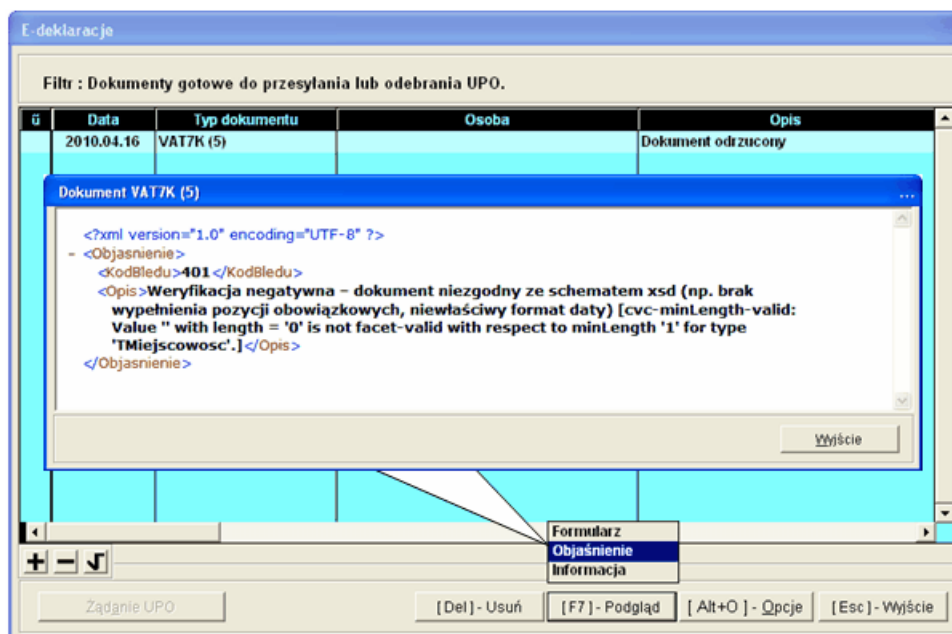 E-deklaracje
Filtr : Dokumenty gotowe do przesyłania lub odebrania UPO.
ű Data Typ dokumentu Osoba Opis
2010.04.16 VAT7K (5) Dokument odrzucony
Dokument VAT7K (5) ...
<?xml version="1.0" encoding="UTF-8" ?>
- <Objasnienie>
<KodBledu>401</KodBledu>
<Opis>Weryfikacja negatywna – dokument niezgodny ze schematem xsd (np. brak
wypełnienia pozycji obowiązkowych, niewłaściwy format daty) [cvc-minLength-valid:
Value '' with length = '0' is not facet-valid with respect to minLength '1' for type
'TMiejscowosc'.]</Opis>
</Objasnienie>
Wyjście
Formularz
Objaśnienie
Informacja
Żądanie UPO [Del] - Usuń [F7] - Podgląd [Alt+O ] - Opcje [Esc] - Wyjście